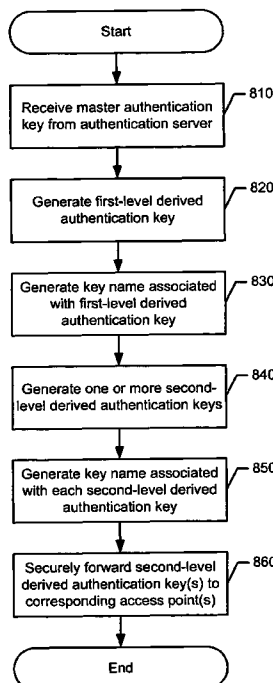 Start
810
Receive master authentication
key from authentication server
820
Generate first-level derived
authentication key
830
Generate key name associated
with first-level derived
authentication key
840
Generate one or more second-
level derived authentication keys
850
Generate key name associated
with each second-level derived
authentication key
860
Securely forward second-level
derived authentication key(s) to
corresponding access point(s)
End